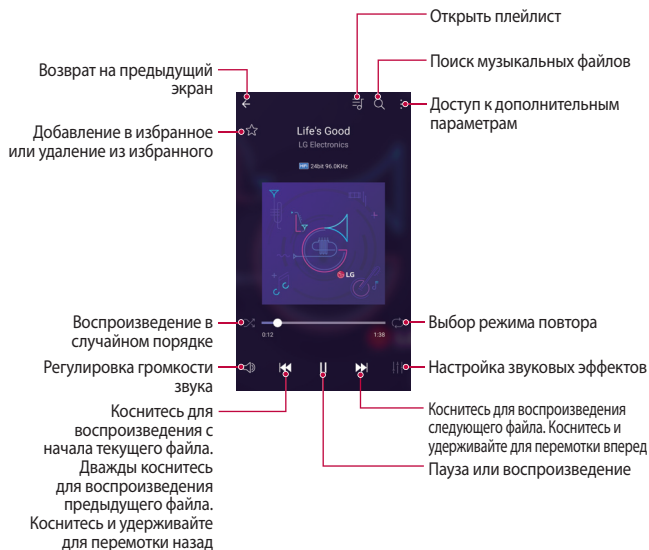 Открыть плейлист
Поиск музыкальных файлов
Возврат на предыдущий
экран
Доступ к дополнительным
параметрам
Добавление в избранное
или удаление из избранного
Life's Good
LG Electronics
HiFi 24bit 96.0KHz
LG
Воспроизведение в
случайном порядке
0:12
1:38
Выбор режима повтора
Регулировка громкости
звука
Настройка звуковых эффектов
Коснитесь для
воспроизведения с
начала текущего файла.
Дважды коснитесь
для воспроизведения
предыдущего файла.
Коснитесь и удерживайте
для перемотки назад
Коснитесь для воспроизведения
следующего файла. Коснитесь и
удерживайте для перемотки вперед
Пауза или воспроизведение